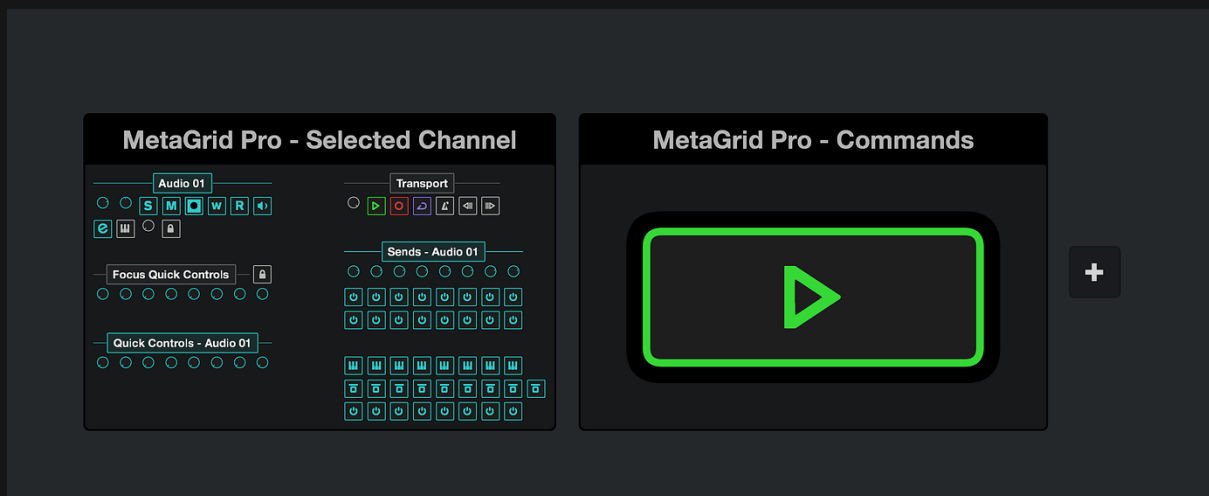 MetaGrid Pro - Selected Channel
Audio 01
S M W R
e
Focus Quick Controls
Quick Controls - Audio 01
Transport
Sends - Audio 01
MetaGrid Pro - Commands
+